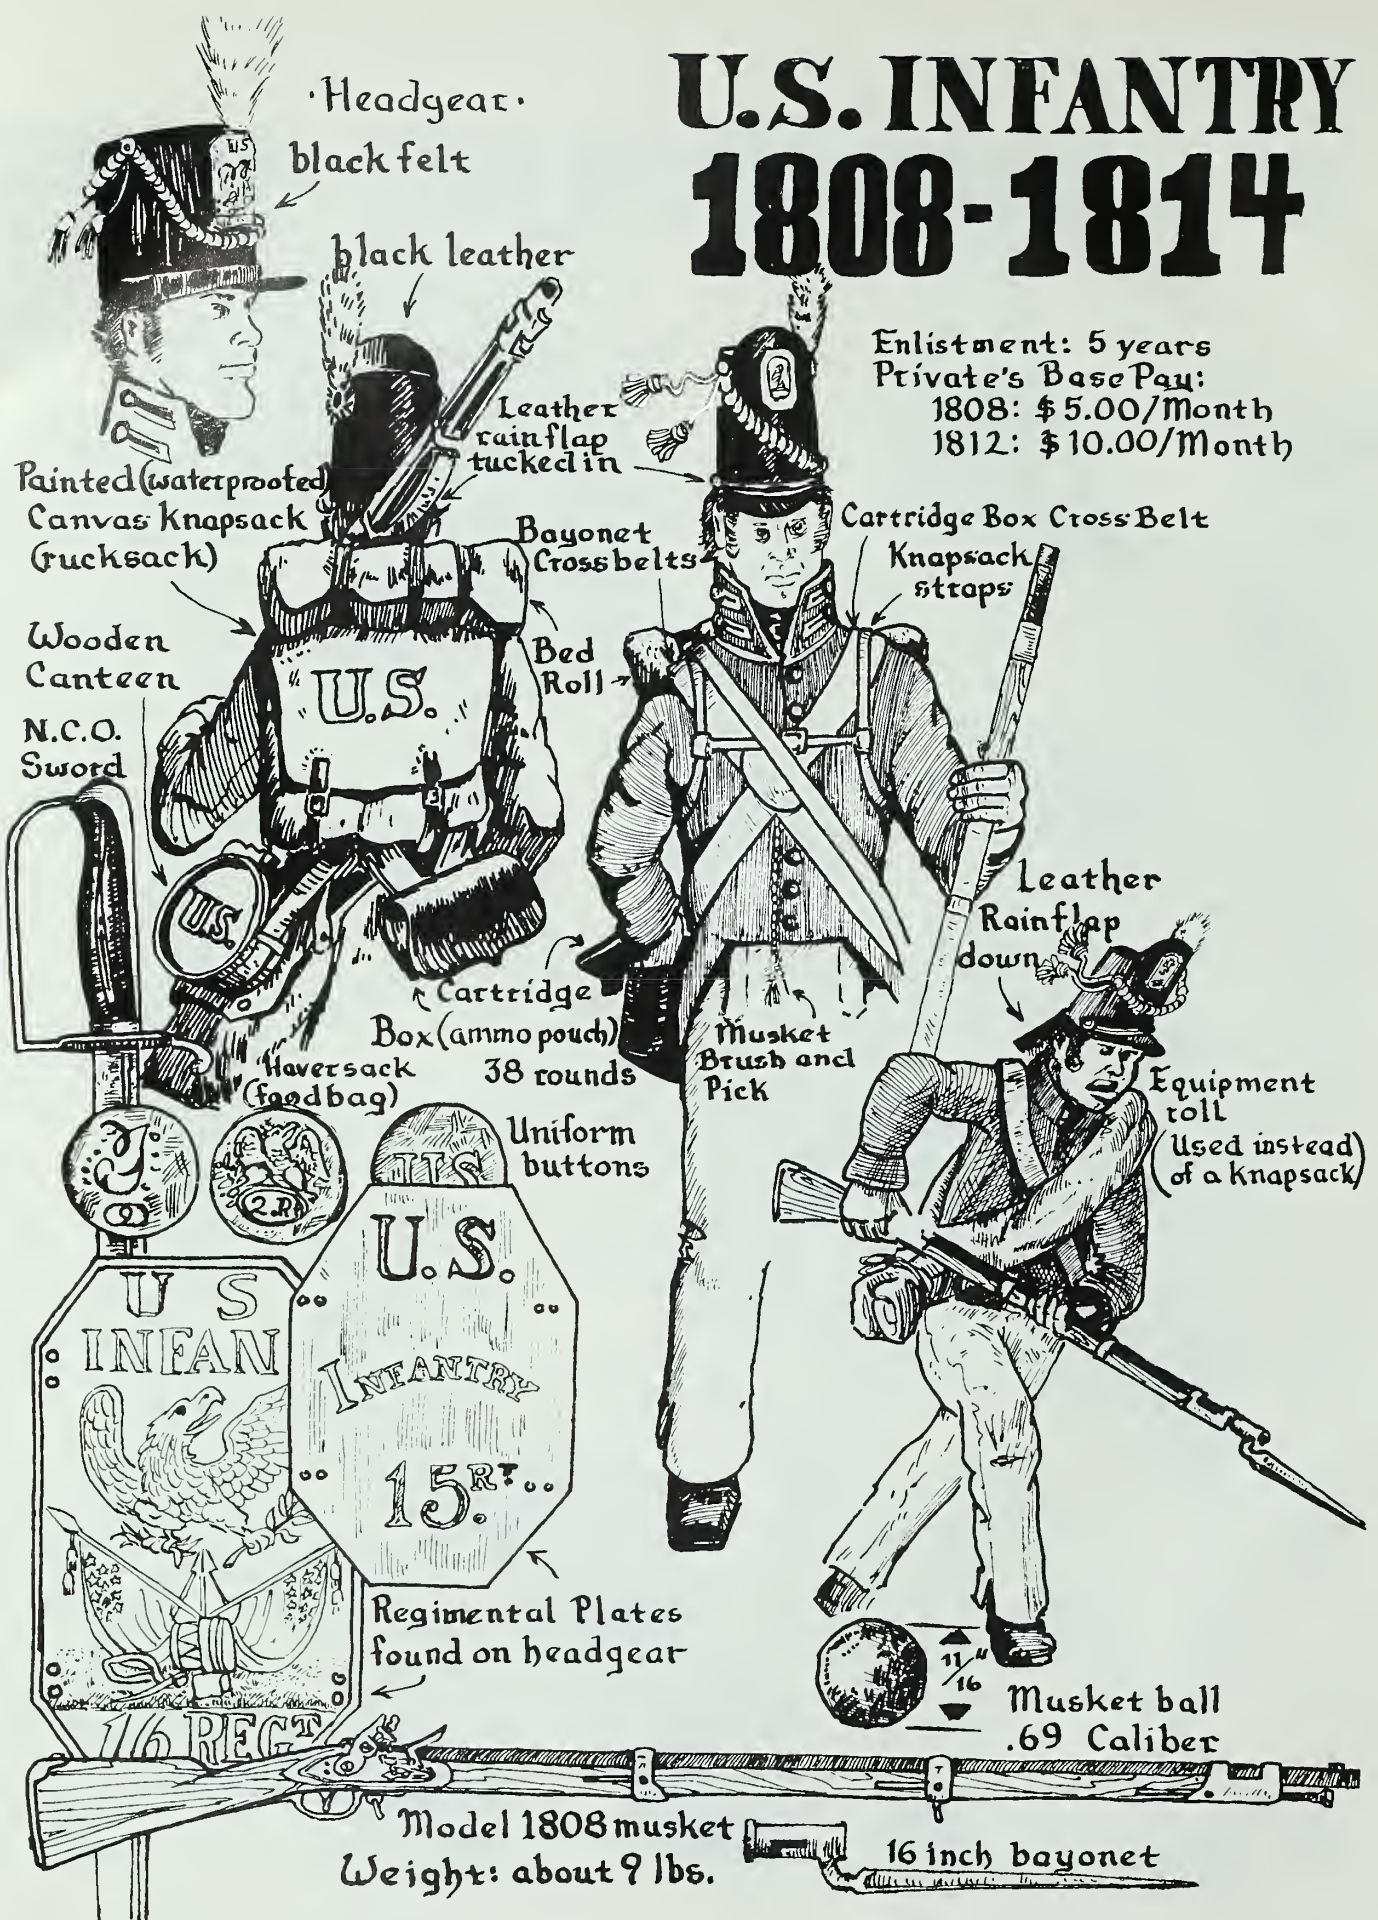 U.S. INFANTRY
1808-1814
·Headgear·
black felt
black leather
Enlistment: 5 years
Private's Base Pay:
1808: $5.00/Month
1812: $10.00/Month
Leather
rainflap
tucked in
U.S.
Painted (waterproofed)
Canvas Knapsack
(rucksack)
Bayonet
Crossbelts
Cartridge Box Cross Belt
Knapsack
straps
Wooden
Canteen
Bed
Roll
U.S.
N.C.O.
Sword
U.S.
Leather
Rainflap
down
Cartridge
Box (ammo pouch)
38 rounds
Musket
Brush and
Pick
Haversack
(foodbag)
Equipment
roll
(Used instead
of a knapsack)
Uniform
buttons
US
2.Rt
U.S.
INFANTRY
15RT.
U S
INFAN
16 REGT
Regimental Plates
found on headgear
11/16"
Musket ball
.69 Caliber
Model 1808 musket
Weight: about 9 lbs.
16 inch bayonet